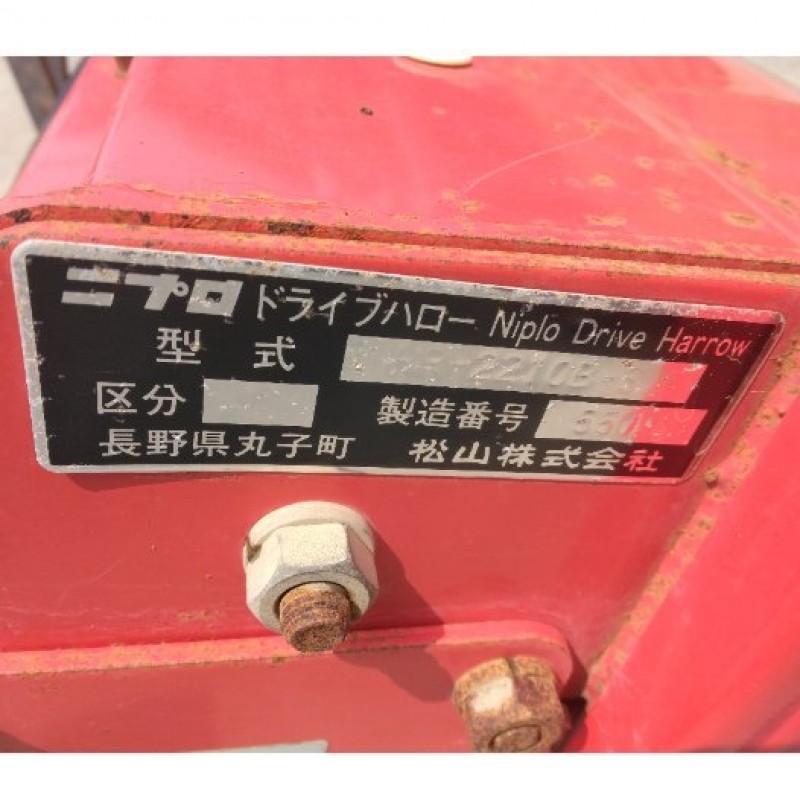 ニプロ ドライブハロー Niplo Drive Harrow
型式 2210B
区分 製造番号
長野県丸子町 松山株式会社